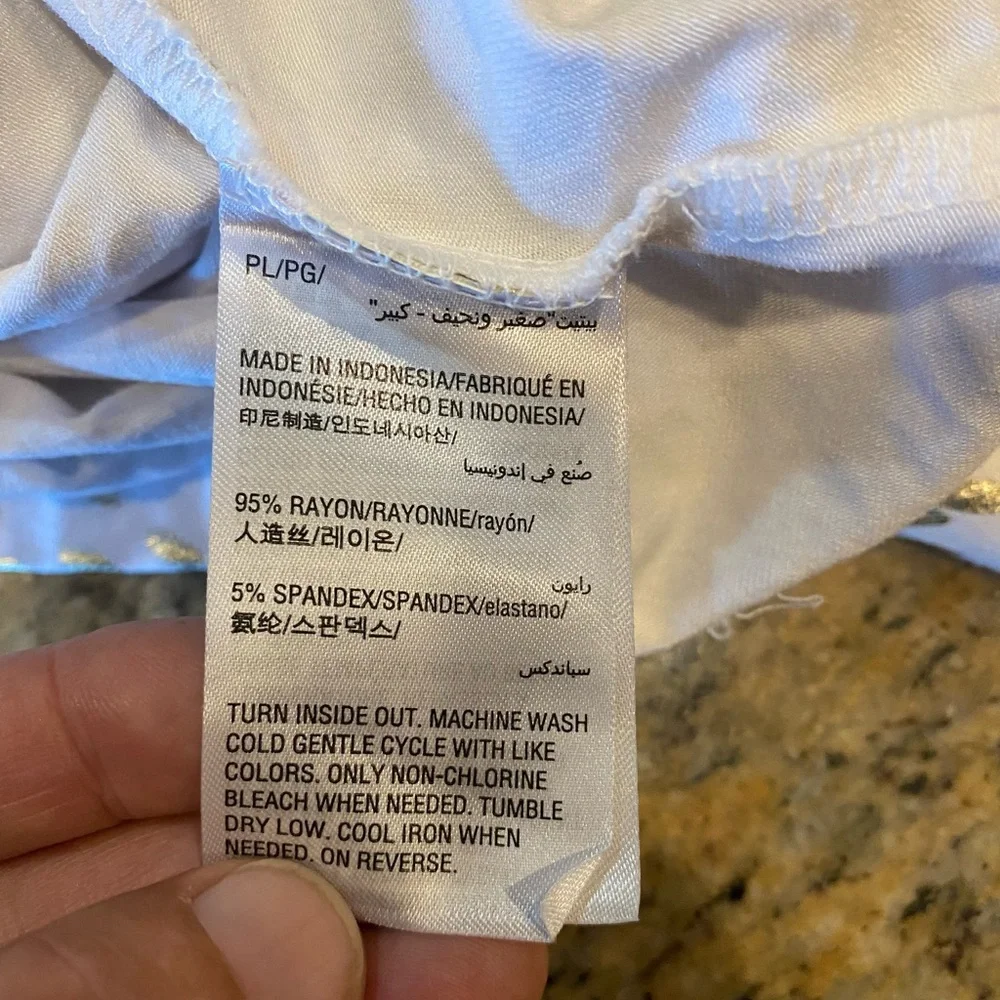 PL/PG/
بيتيت"صغير ونحيف - كبير"
MADE IN INDONESIA/FABRIQUÉ EN
INDONÉSIE/HECHO EN INDONESIA/
印尼制造/인도네시아산/
صُنع في إندونيسيا
95% RAYON/RAYONNE/rayón/
人造丝/레이온/
رايون
5% SPANDEX/SPANDEX/elastano/
氨纶/스판덱스/
سباندكس
TURN INSIDE OUT. MACHINE WASH
COLD GENTLE CYCLE WITH LIKE
COLORS. ONLY NON-CHLORINE
BLEACH WHEN NEEDED. TUMBLE
DRY LOW. COOL IRON WHEN
NEEDED. ON REVERSE.